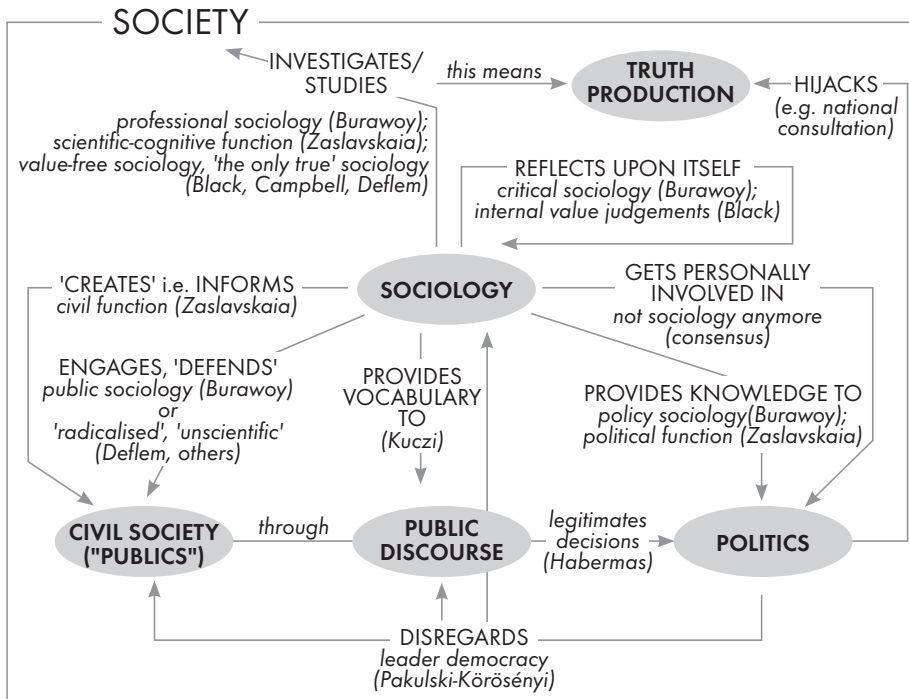 SOCIETY
INVESTIGATES/
STUDIES
this means
TRUTH
PRODUCTION
HIJACKS
(e.g. national
consultation)
professional sociology (Burawoy);
scientific-cognitive function (Zaslavskaia);
value-free sociology, 'the only true' sociology
(Black, Campbell, Deflem)
REFLECTS UPON ITSELF
critical sociology (Burawoy);
internal value judgements (Black)
'CREATES' i.e. INFORMS
civil function (Zaslavskaia)
SOCIOLOGY
GETS PERSONALLY
INVOLVED IN
not sociology anymore
(consensus)
ENGAGES, 'DEFENDS'
public sociology (Burawoy)
or
'radicalised', 'unscientific'
(Deflem, others)
PROVIDES
VOCABULARY
TO
(Kuczi)
PROVIDES KNOWLEDGE TO
policy sociology(Burawoy);
political function (Zaslavskaia)
CIVIL SOCIETY
("PUBLICS")
through
PUBLIC
DISCOURSE
legitimates
decisions
(Habermas)
POLITICS
DISREGARDS
leader democracy
(Pakulski-Körösényi)